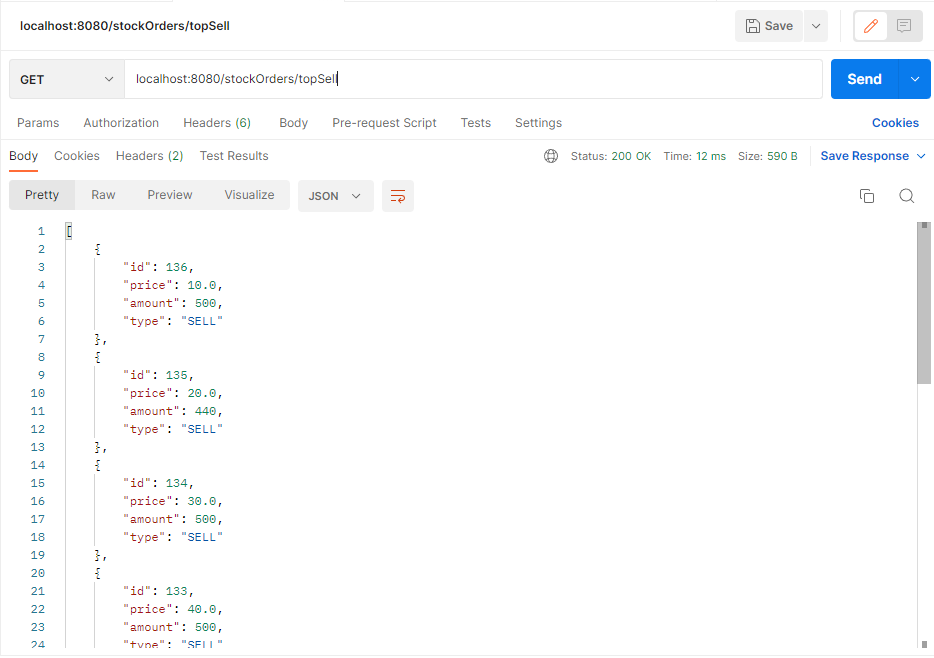 localhost:8080/stockOrders/topSell
Save
GET
localhost:8080/stockOrders/topSell
Send
Params Authorization Headers (6) Body Pre-request Script Tests Settings Cookies
Body Cookies Headers (2) Test Results Status: 200 OK Time: 12 ms Size: 590 B Save Response
Pretty Raw Preview Visualize JSON
1 [
2 {
3 "id": 136,
4 "price": 10.0,
5 "amount": 500,
6 "type": "SELL"
7 },
8 {
9 "id": 135,
10 "price": 20.0,
11 "amount": 440,
12 "type": "SELL"
13 },
14 {
15 "id": 134,
16 "price": 30.0,
17 "amount": 500,
18 "type": "SELL"
19 },
20 {
21 "id": 133,
22 "price": 40.0,
23 "amount": 500,
24 "type": "SELL"